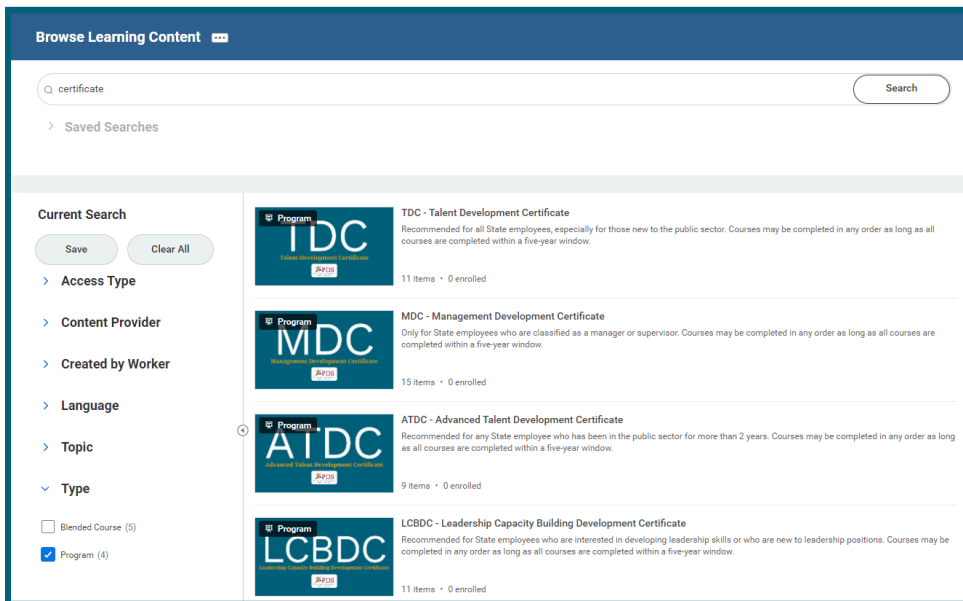 Browse Learning Content
certificate
Search
Saved Searches
Current Search
Save
Clear All
Access Type
Content Provider
Created by Worker
Language
Topic
Type
Blended Course (5)
Program (4)
Program
TDC
Talent Development Certificate
PDS
TDC - Talent Development Certificate
Recommended for all State employees, especially for those new to the public sector. Courses may be completed in any order as long as all
courses are completed within a five-year window.
11 items • 0 enrolled
Program
MDC
Management Development Certificate
PDS
MDC - Management Development Certificate
Only for State employees who are classified as a manager or supervisor. Courses may be completed in any order as long as all courses are
completed within a five-year window.
15 items • 0 enrolled
Program
ATDC
Advanced Talent Development Certificate
PDS
ATDC - Advanced Talent Development Certificate
Recommended for any State employee who has been in the public sector for more than 2 years. Courses may be completed in any order as long
as all courses are completed within a five-year window.
9 items • 0 enrolled
Program
LCBDC
Leadership Capacity Building Development Certificate
PDS
LCBDC - Leadership Capacity Building Development Certificate
Recommended for State employees who are interested in developing leadership skills or who are new to leadership positions. Courses may be
completed in any order as long as all courses are completed within a five-year window.
11 items • 0 enrolled